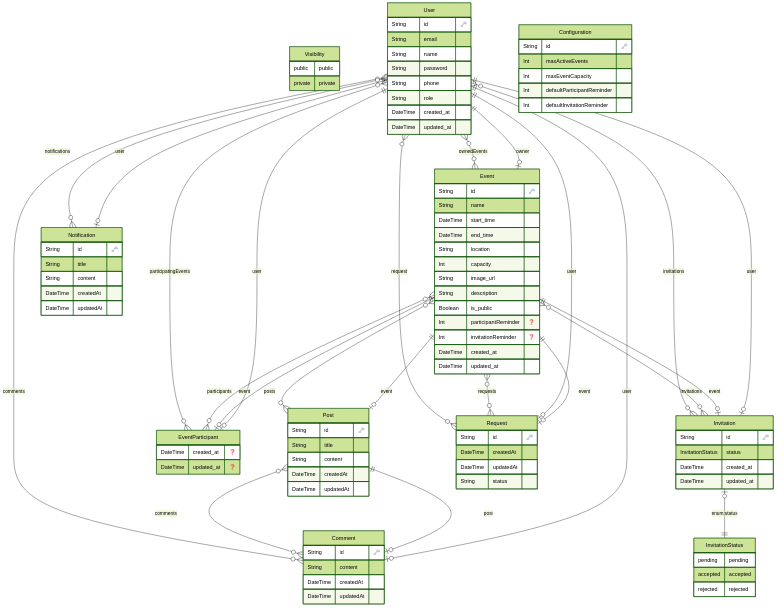 User
String id
String email
String name
String password
String phone
String role
DateTime created_at
DateTime updated_at
Configuration
String id
Int maxActiveEvents
Int maxEventCapacity
Int defaultParticipantReminder
Int defaultInvitationReminder
Visibility
public public
private private
notifications
user
ownedEvents
owner
Event
String id
String name
DateTime start_time
DateTime end_time
String location
Int capacity
String image_url
String description
Boolean is_public
Int participantReminder ?
Int invitationReminder ?
DateTime created_at
DateTime updated_at
Notification
String id
String title
String content
DateTime createdAt
DateTime updatedAt
participatingEvents
user
request
user
invitations
user
comments
participants
event
posts
event
requests
event
user
invitations
event
Post
String id
String title
String content
DateTime createdAt
DateTime updatedAt
Request
String id
DateTime createdAt
DateTime updatedAt
String status
Invitation
String id
InvitationStatus status
DateTime created_at
DateTime updated_at
EventParticipant
DateTime created_at ?
DateTime updated_at ?
comments
post
enum:status
Comment
String id
String content
DateTime createdAt
DateTime updatedAt
InvitationStatus
pending pending
accepted accepted
rejected rejected